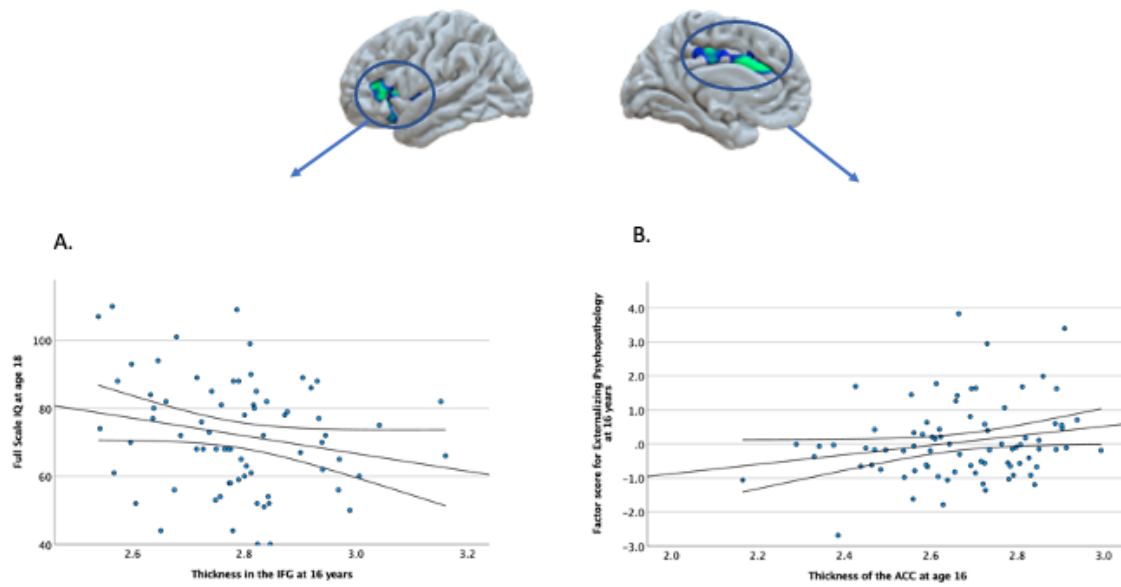 A.
Full Scale IQ at age 18
100
80
60
40
2.6 2.8 3.0 3.2
Thickness in the IFG at 16 years
B.
Factor score for Externalizing Psychopathology
at 16 years
4.0
3.0
2.0
1.0
.0
-1.0
-2.0
-3.0
2.0 2.2 2.4 2.6 2.8 3.0
Thickness of the ACC at age 16